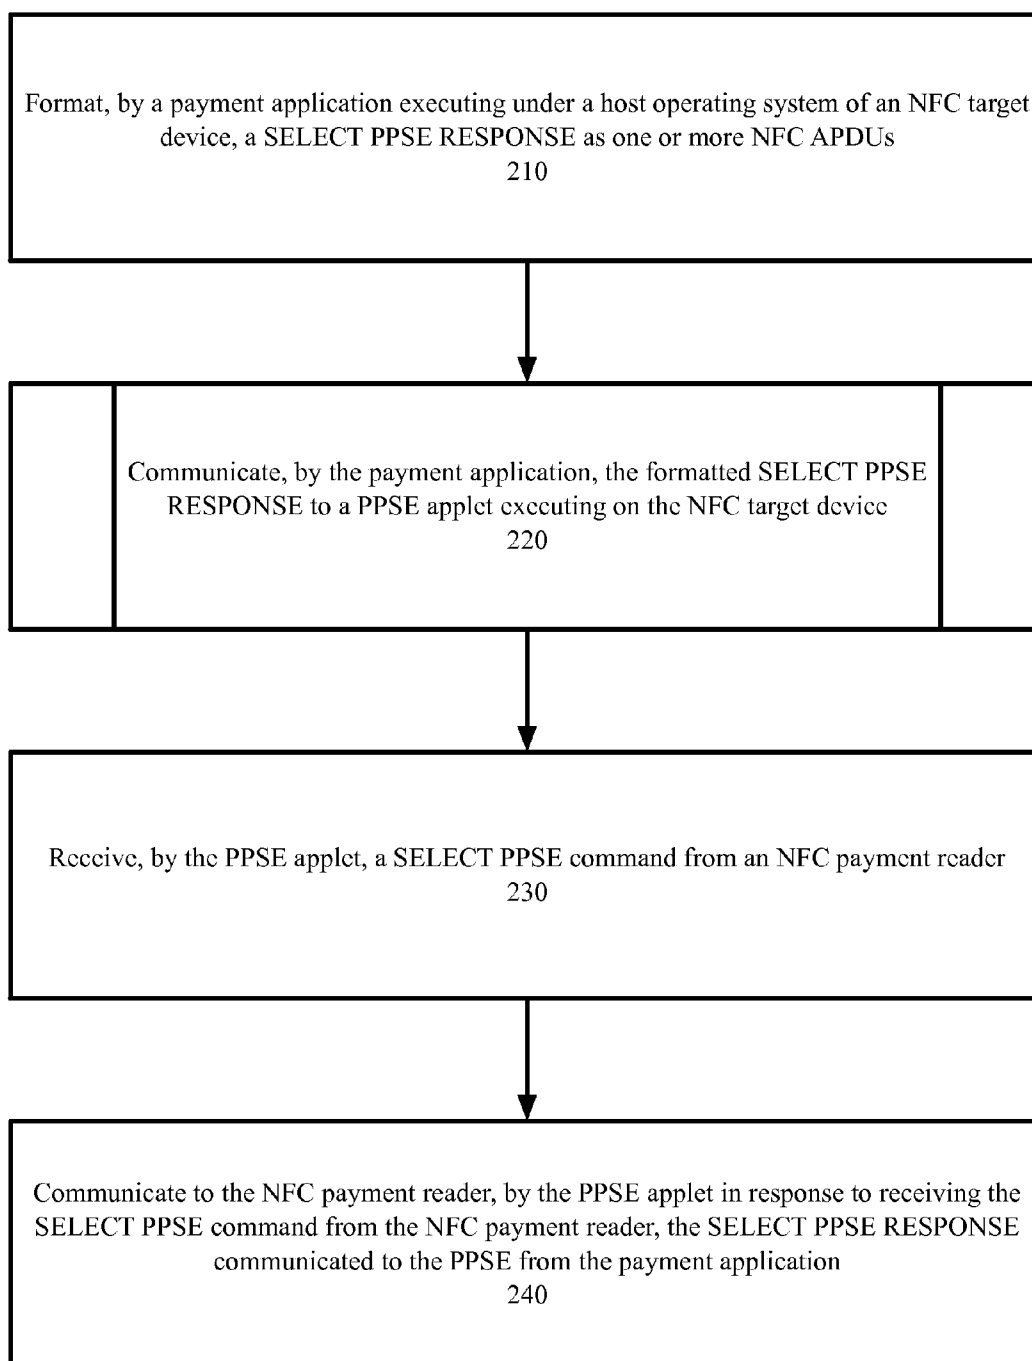 Format, by a payment application executing under a host operating system of an NFC target
device, a SELECT PPSE RESPONSE as one or more NFC APDUs
210
Communicate, by the payment application, the formatted SELECT PPSE
RESPONSE to a PPSE applet executing on the NFC target device
220
Receive, by the PPSE applet, a SELECT PPSE command from an NFC payment reader
230
Communicate to the NFC payment reader, by the PPSE applet in response to receiving the
SELECT PPSE command from the NFC payment reader, the SELECT PPSE RESPONSE
communicated to the PPSE from the payment application
240